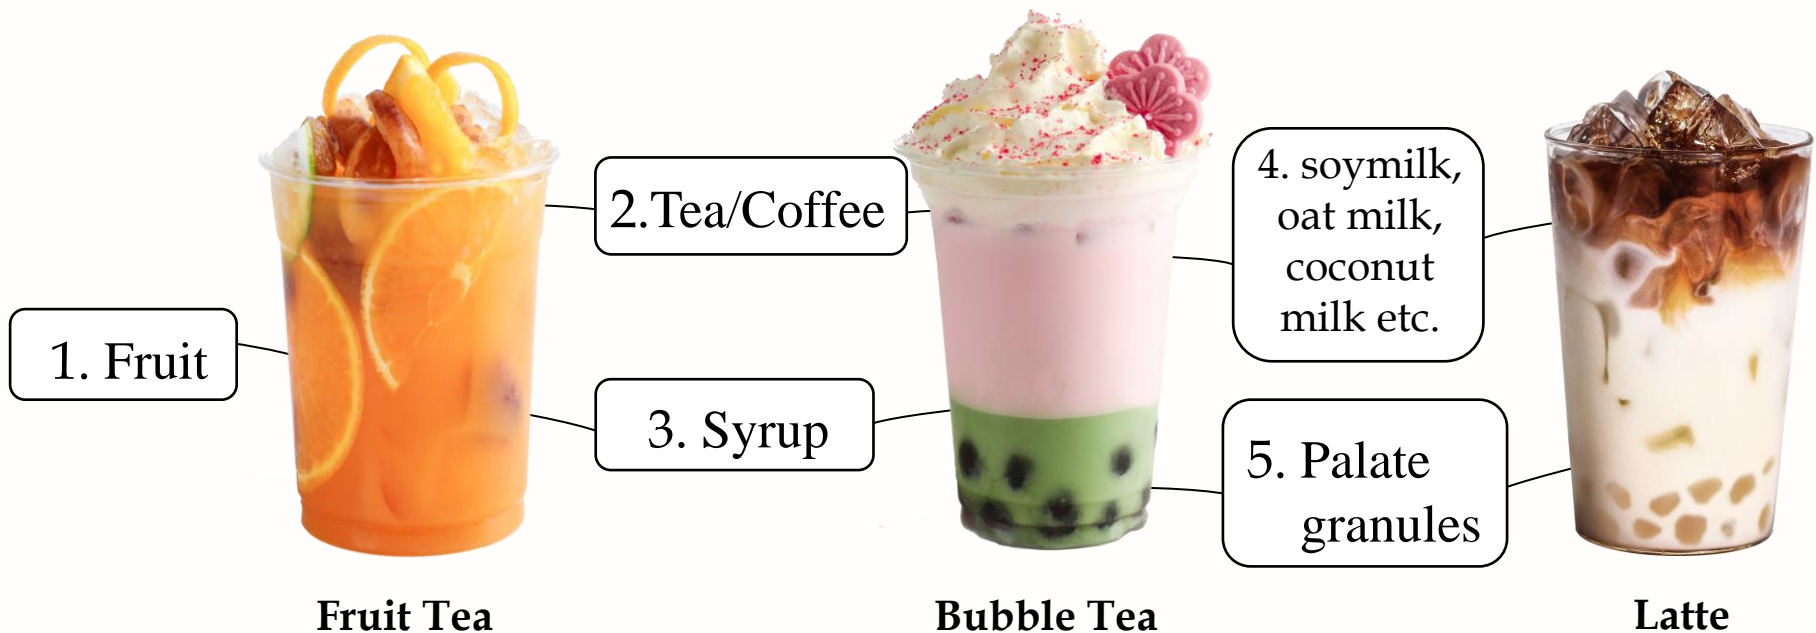 1. Fruit
2.Tea/Coffee
3. Syrup
4. soymilk,
oat milk,
coconut
milk etc.
5. Palate
granules
Fruit Tea
Bubble Tea
Latte